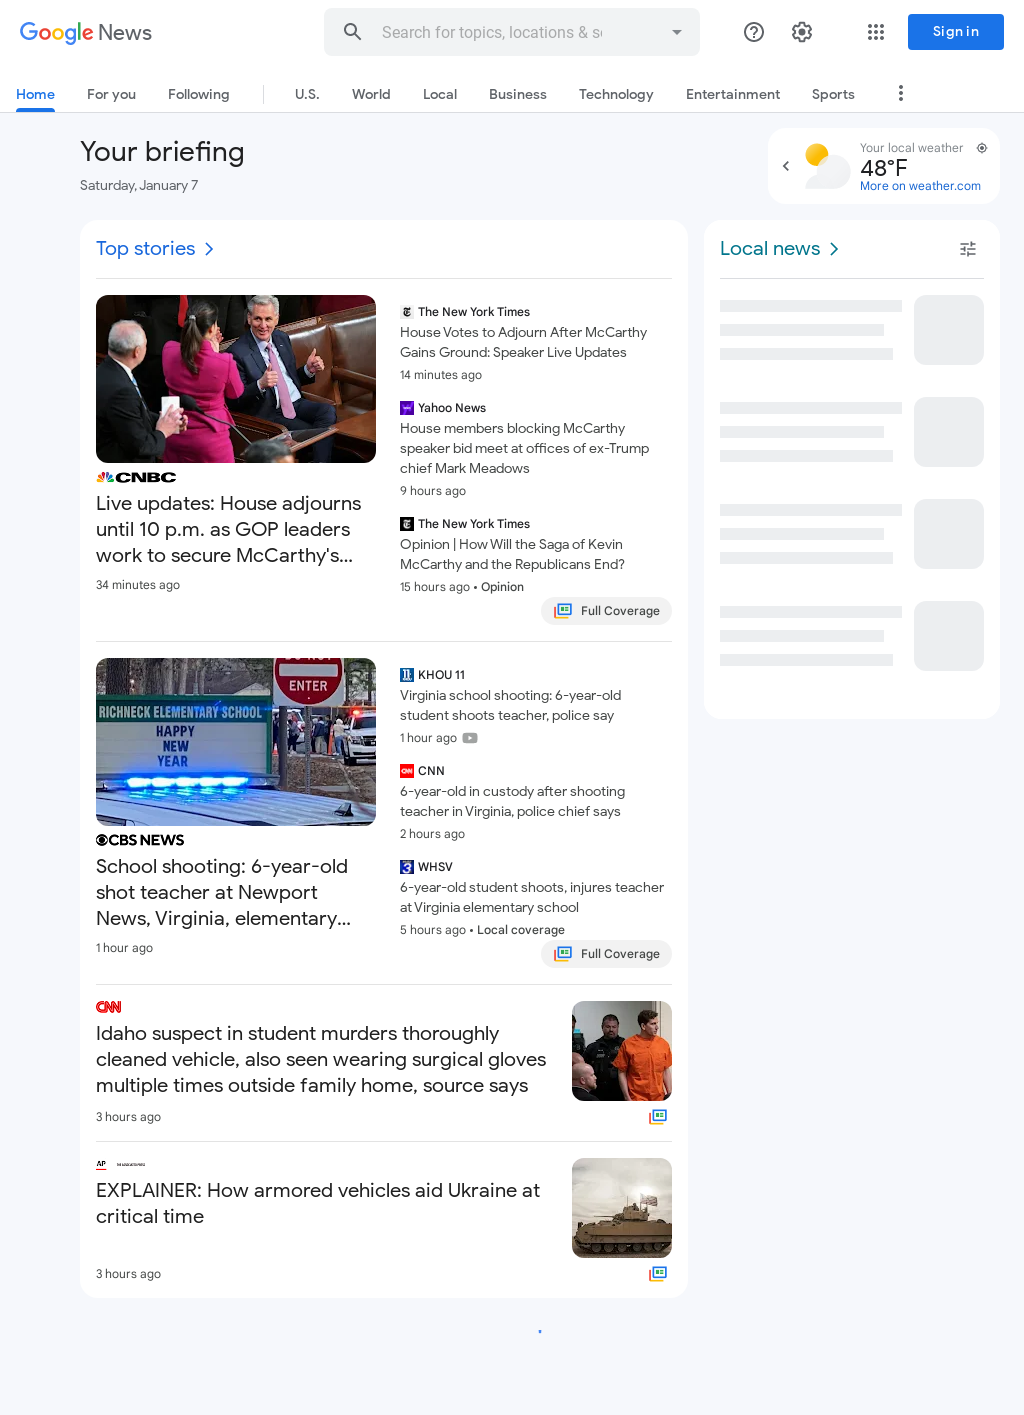 Google News
Search for topics, locations & s
Sign in
Home
For you
Following
U.S.
World
Local
Business
Technology
Entertainment
Sports
Your briefing
Saturday, January 7
Your local weather
48°F
More on weather.com
Top stories
CNBC
Live updates: House adjourns
until 10 p.m. as GOP leaders
work to secure McCarthy's...
34 minutes ago
The New York Times
House Votes to Adjourn After McCarthy
Gains Ground: Speaker Live Updates
14 minutes ago
Yahoo News
House members blocking McCarthy
speaker bid meet at offices of ex-Trump
chief Mark Meadows
9 hours ago
The New York Times
Opinion | How Will the Saga of Kevin
McCarthy and the Republicans End?
15 hours ago • Opinion
Full Coverage
DO NOT
ENTER
RICHNECK ELEMENTARY SCHOOL
HAPPY
NEW
YEAR
CBS NEWS
School shooting: 6-year-old
shot teacher at Newport
News, Virginia, elementary...
1 hour ago
KHOU 11
Virginia school shooting: 6-year-old
student shoots teacher, police say
1 hour ago
CNN
6-year-old in custody after shooting
teacher in Virginia, police chief says
2 hours ago
WHSV
6-year-old student shoots, injures teacher
at Virginia elementary school
5 hours ago • Local coverage
Full Coverage
CNN
Idaho suspect in student murders thoroughly
cleaned vehicle, also seen wearing surgical gloves
multiple times outside family home, source says
3 hours ago
AP
EXPLAINER: How armored vehicles aid Ukraine at
critical time
3 hours ago
Local news